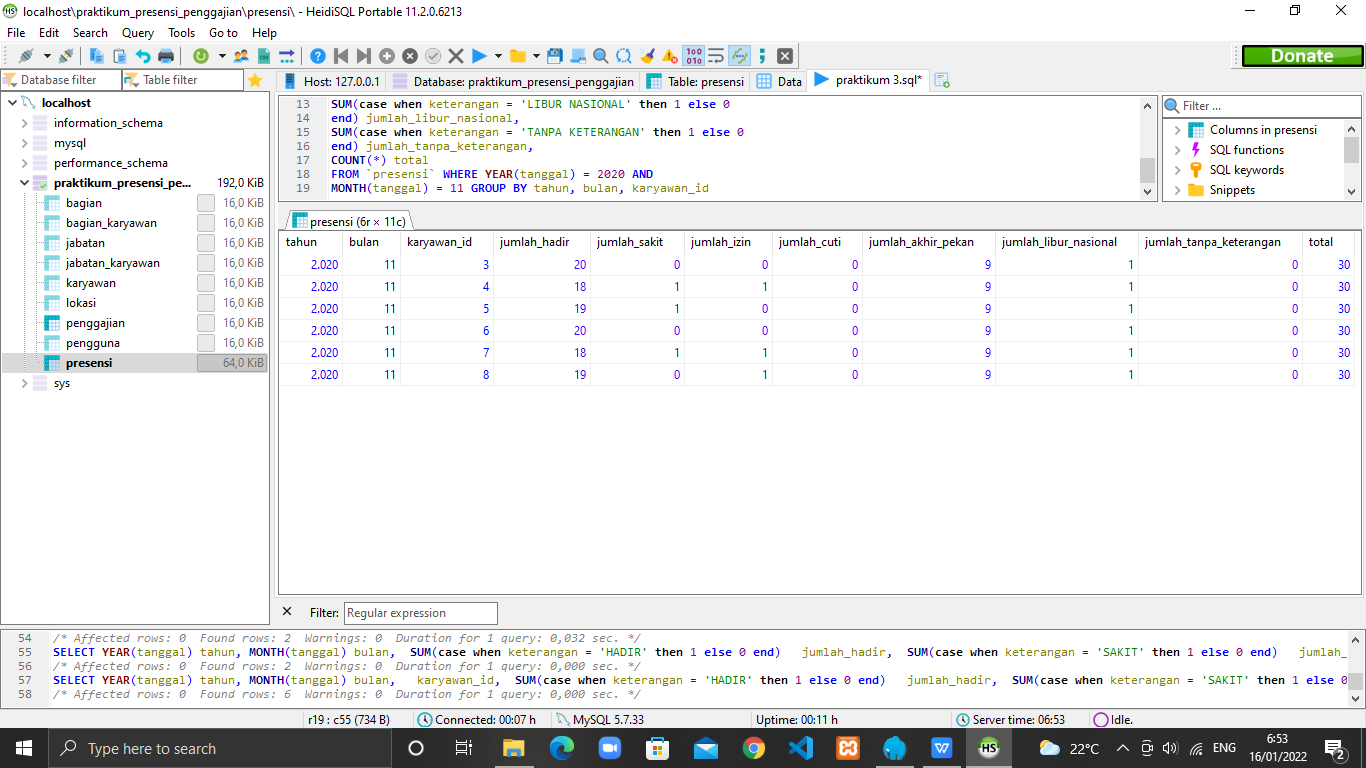 localhost\praktikum_presensi_penggajian\presensi\ - HeidiSQL Portable 11.2.0.6213
File Edit Search Query Tools Go to Help
Donate
Database filter Table filter
Host: 127.0.0.1 Database: praktikum_presensi_penggajian Table: presensi Data praktikum 3.sql*
localhost
information_schema
mysql
performance_schema
praktikum_presensi_pe... 192,0 KiB
bagian 16,0 KiB
bagian_karyawan 16,0 KiB
jabatan 16,0 KiB
jabatan_karyawan 16,0 KiB
karyawan 16,0 KiB
lokasi 16,0 KiB
penggajian 16,0 KiB
pengguna 16,0 KiB
presensi 64,0 KiB
sys
13 SUM(case when keterangan = 'LIBUR NASIONAL' then 1 else 0
14 end) jumlah_libur_nasional,
15 SUM(case when keterangan = 'TANPA KETERANGAN' then 1 else 0
16 end) jumlah_tanpa_keterangan,
17 COUNT(*) total
18 FROM `presensi` WHERE YEAR(tanggal) = 2020 AND
19 MONTH(tanggal) = 11 GROUP BY tahun, bulan, karyawan_id
Filter ...
Columns in presensi
SQL functions
SQL keywords
Snippets
presensi (6r × 11c)
tahun bulan karyawan_id jumlah_hadir jumlah_sakit jumlah_izin jumlah_cuti jumlah_akhir_pekan jumlah_libur_nasional jumlah_tanpa_keterangan total
2.020 11 3 20 0 0 0 9 1 0 30
2.020 11 4 18 1 1 0 9 1 0 30
2.020 11 5 19 1 0 0 9 1 0 30
2.020 11 6 20 0 0 0 9 1 0 30
2.020 11 7 18 1 1 0 9 1 0 30
2.020 11 8 19 0 1 0 9 1 0 30
Filter: Regular expression
54 /* Affected rows: 0 Found rows: 2 Warnings: 0 Duration for 1 query: 0,032 sec. */
55 SELECT YEAR(tanggal) tahun, MONTH(tanggal) bulan, SUM(case when keterangan = 'HADIR' then 1 else 0 end) jumlah_hadir, SUM(case when keterangan = 'SAKIT' then 1 else 0 end) jumlah_
56 /* Affected rows: 0 Found rows: 2 Warnings: 0 Duration for 1 query: 0,000 sec. */
57 SELECT YEAR(tanggal) tahun, MONTH(tanggal) bulan, karyawan_id, SUM(case when keterangan = 'HADIR' then 1 else 0 end) jumlah_hadir, SUM(case when keterangan = 'SAKIT' then 1 else 0
58 /* Affected rows: 0 Found rows: 6 Warnings: 0 Duration for 1 query: 0,000 sec. */
r19 : c55 (734 B) Connected: 00:07 h MySQL 5.7.33 Uptime: 00:11 h Server time: 06:53 Idle.
Type here to search
22°C ENG 6:53
16/01/2022
2